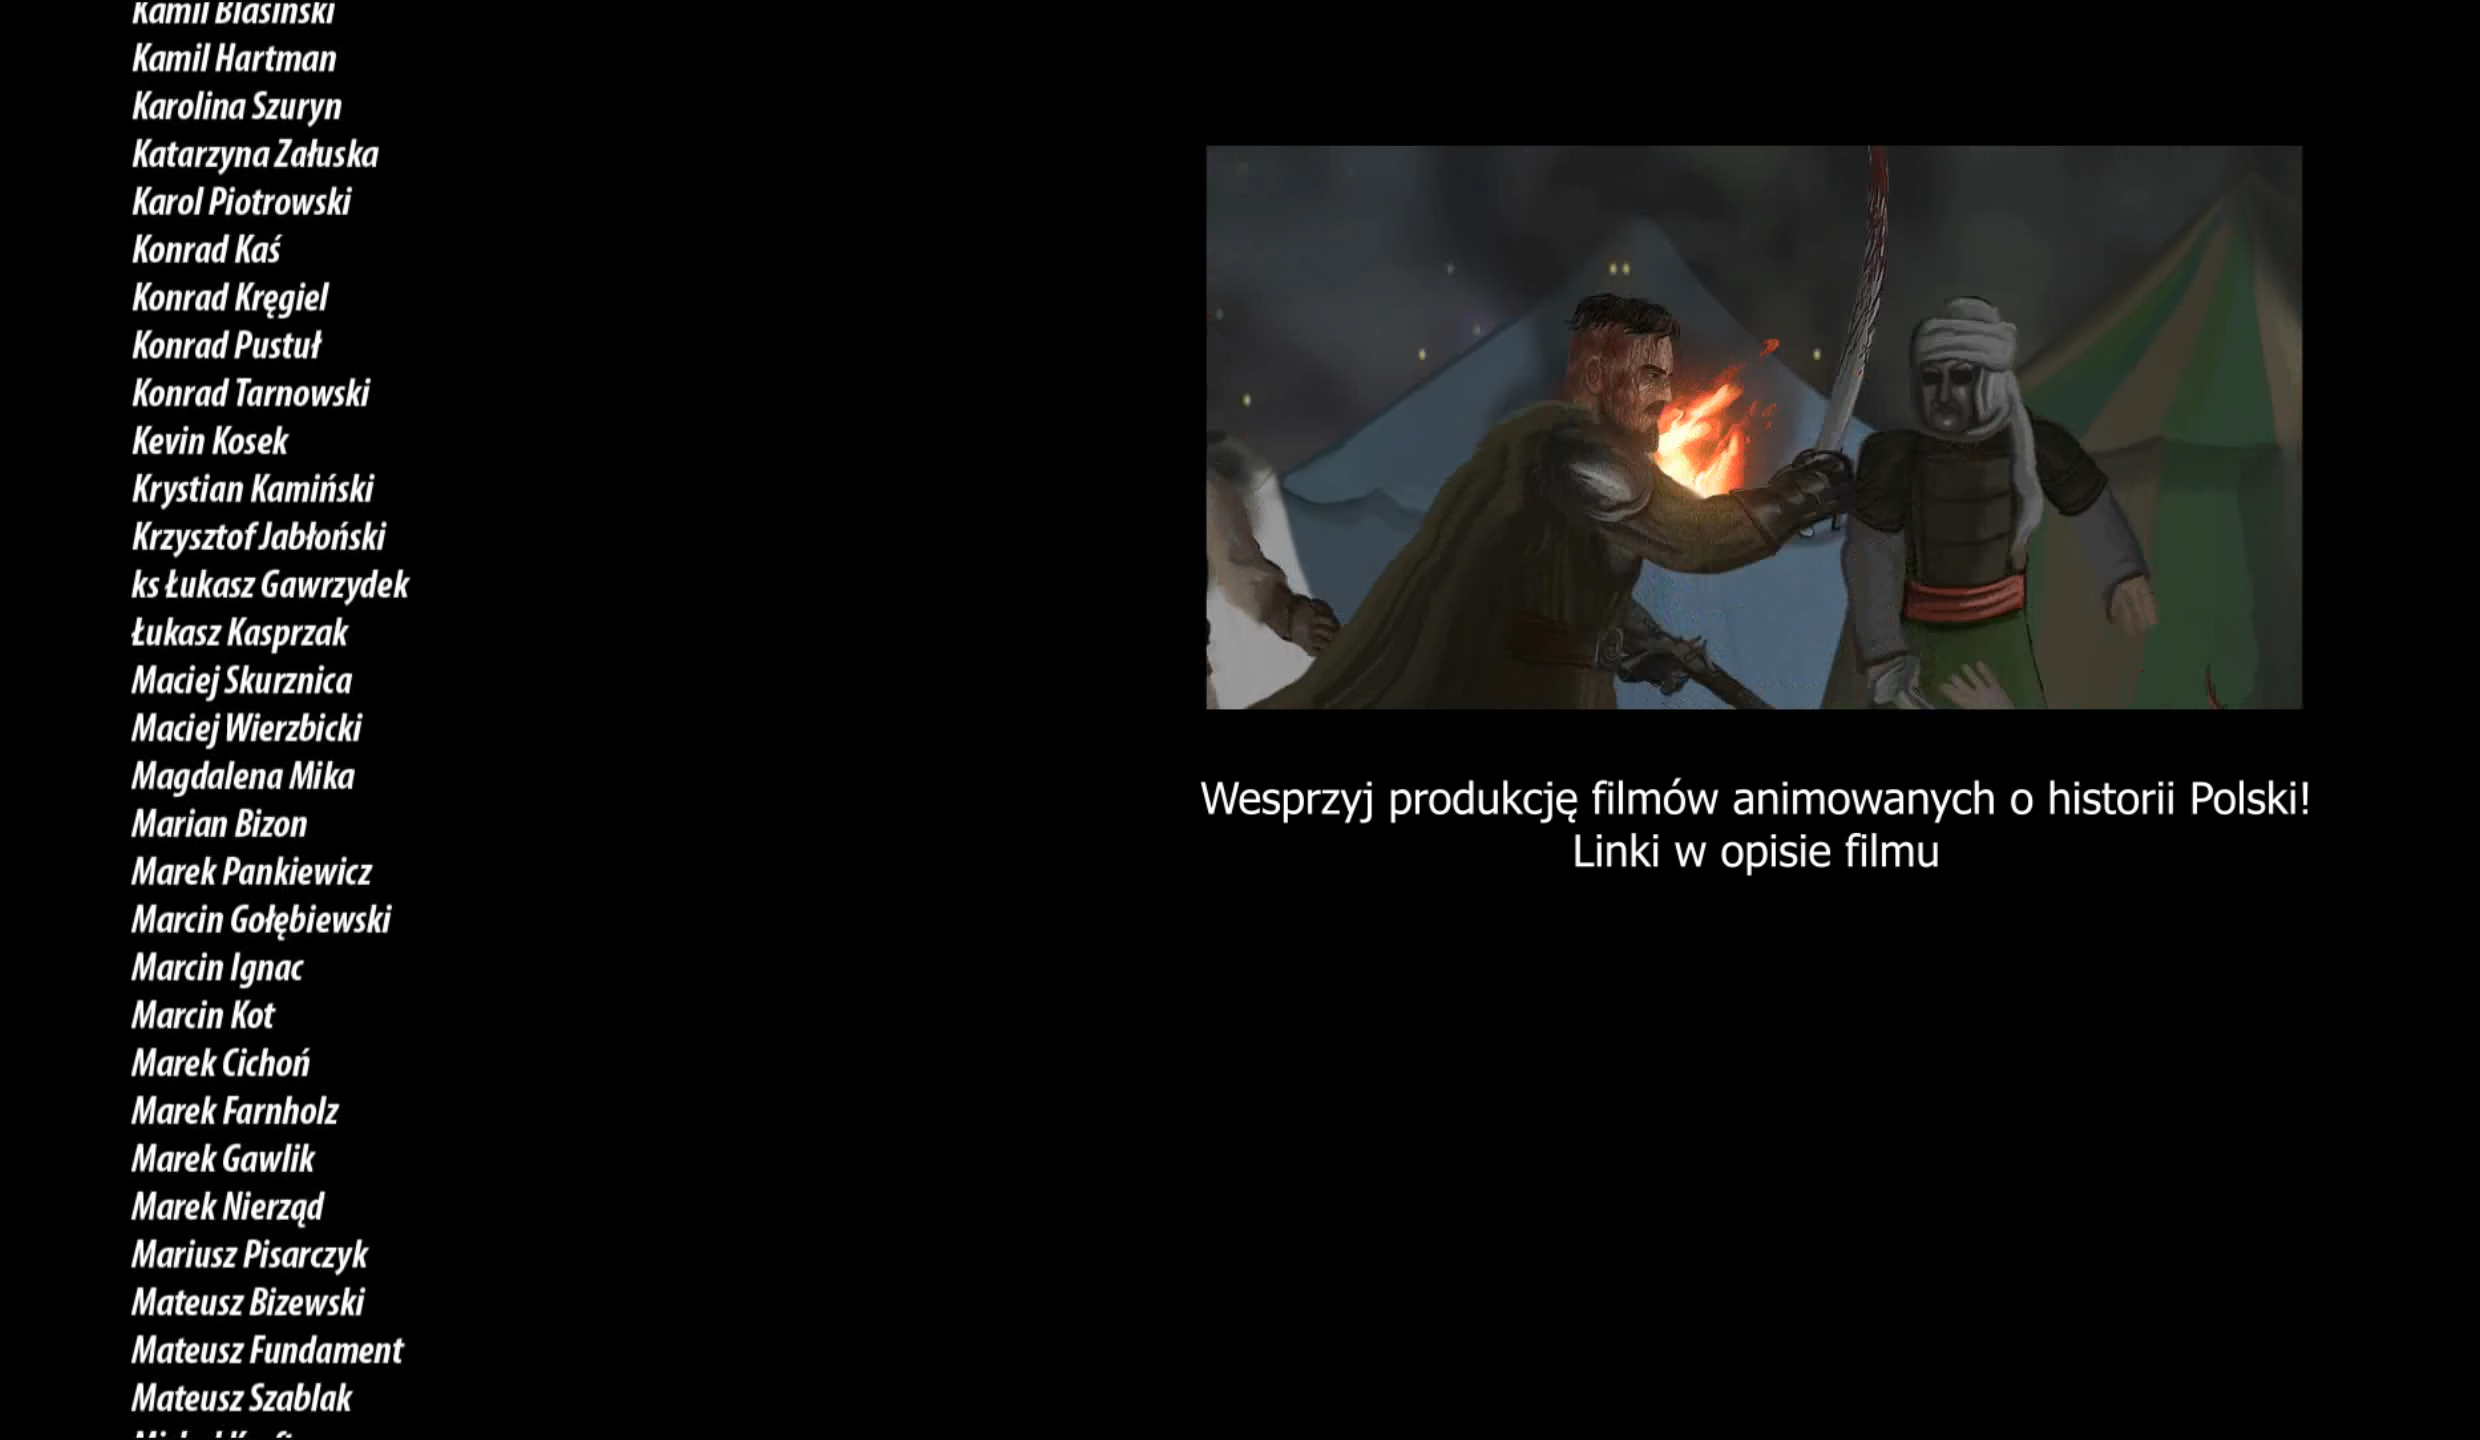 Kamil Blasiński
Kamil Hartman
Karolina Szuryn
Katarzyna Załuska
Karol Piotrowski
Konrad Kaś
Konrad Kręgiel
Konrad Pustuł
Konrad Tarnowski
Kevin Kosek
Krystian Kamiński
Krzysztof Jabłoński
ks Łukasz Gawrzydek
Łukasz Kasprzak
Maciej Skurznica
Maciej Wierzbicki
Magdalena Mika
Marian Bizon
Marek Pankiewicz
Marcin Gołębiewski
Marcin Ignac
Marcin Kot
Marek Cichoń
Marek Farnholz
Marek Gawlik
Marek Nierząd
Mariusz Pisarczyk
Mateusz Bizewski
Mateusz Fundament
Mateusz Szablak
Wesprzyj produkcję filmów animowanych o historii Polski!
Linki w opisie filmu